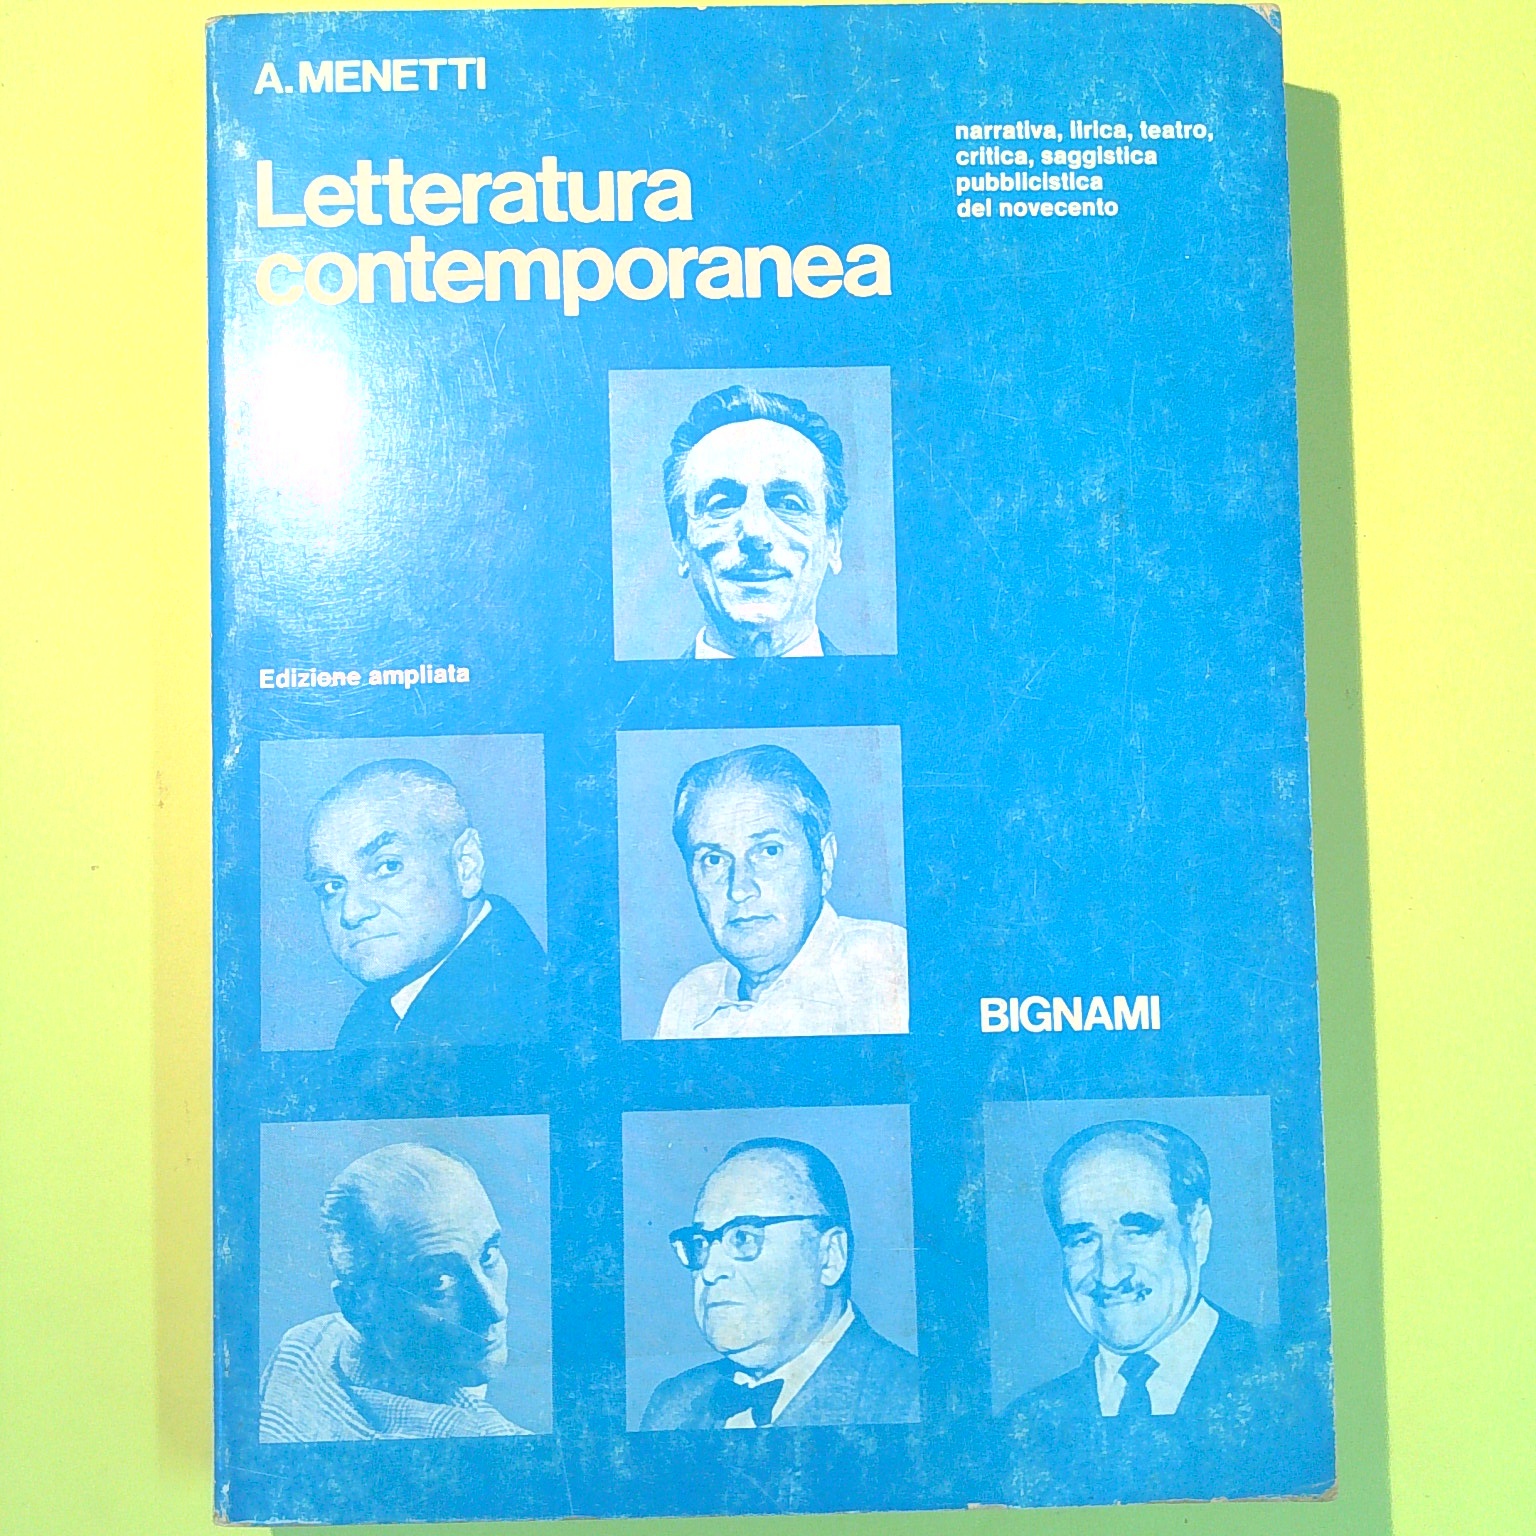 A. MENETTI
Letteratura
contemporanea
narrativa, lirica, teatro,
critica, saggistica
pubblicistica
del novecento
Edizione ampliata
BIGNAMI